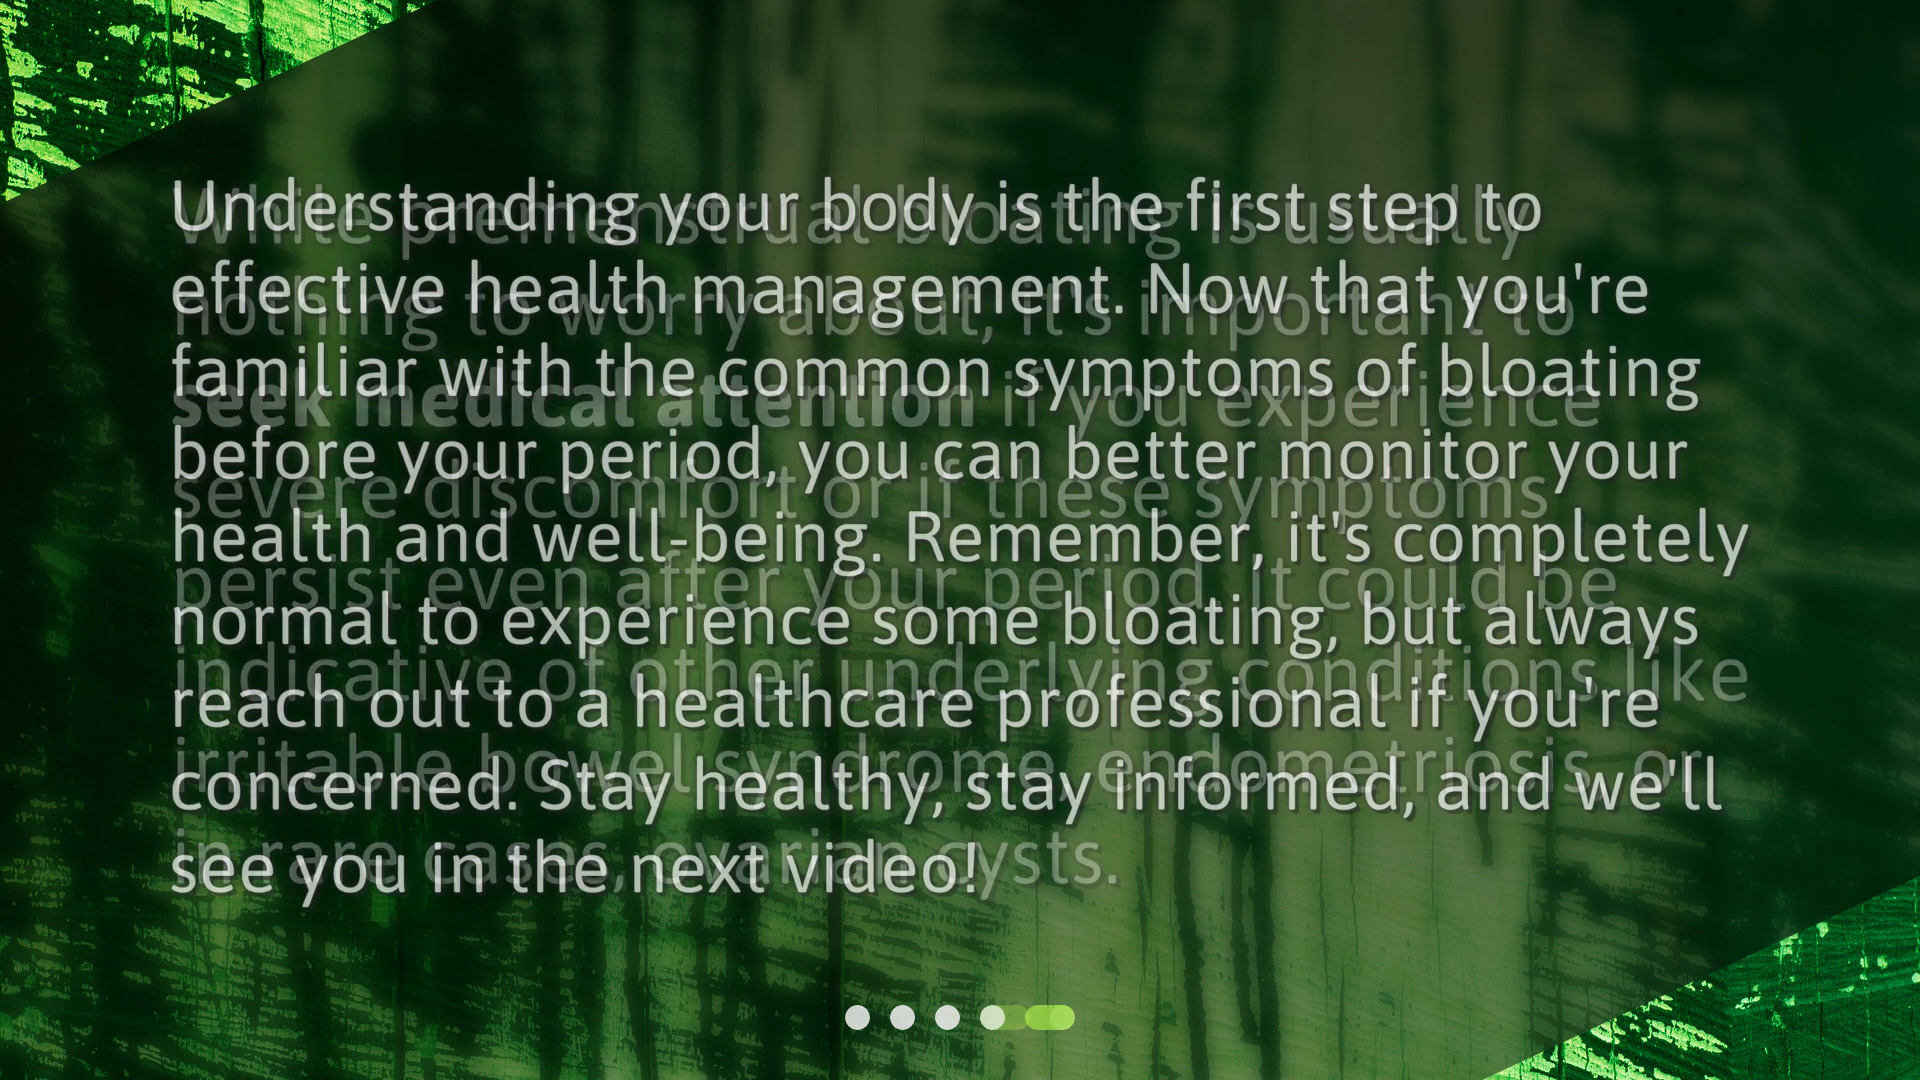 Understanding your body is the first step to
effective health management. Now that you're
familiar with the common symptoms of bloating
before your period, you can better monitor your
health and well-being. Remember, it's completely
normal to experience some bloating, but always
reach out to a healthcare professional if you're
concerned. Stay healthy, stay informed, and we'll
see you in the next video!
While premenstrual bloating is usually
nothing to worry about, it's important to
seek medical attention if you experience
severe discomfort or if these symptoms
persist even after your period. It could be
indicative of other underlying conditions like
irritable bowel syndrome, endometriosis, or
in rare cases, ovarian cysts.